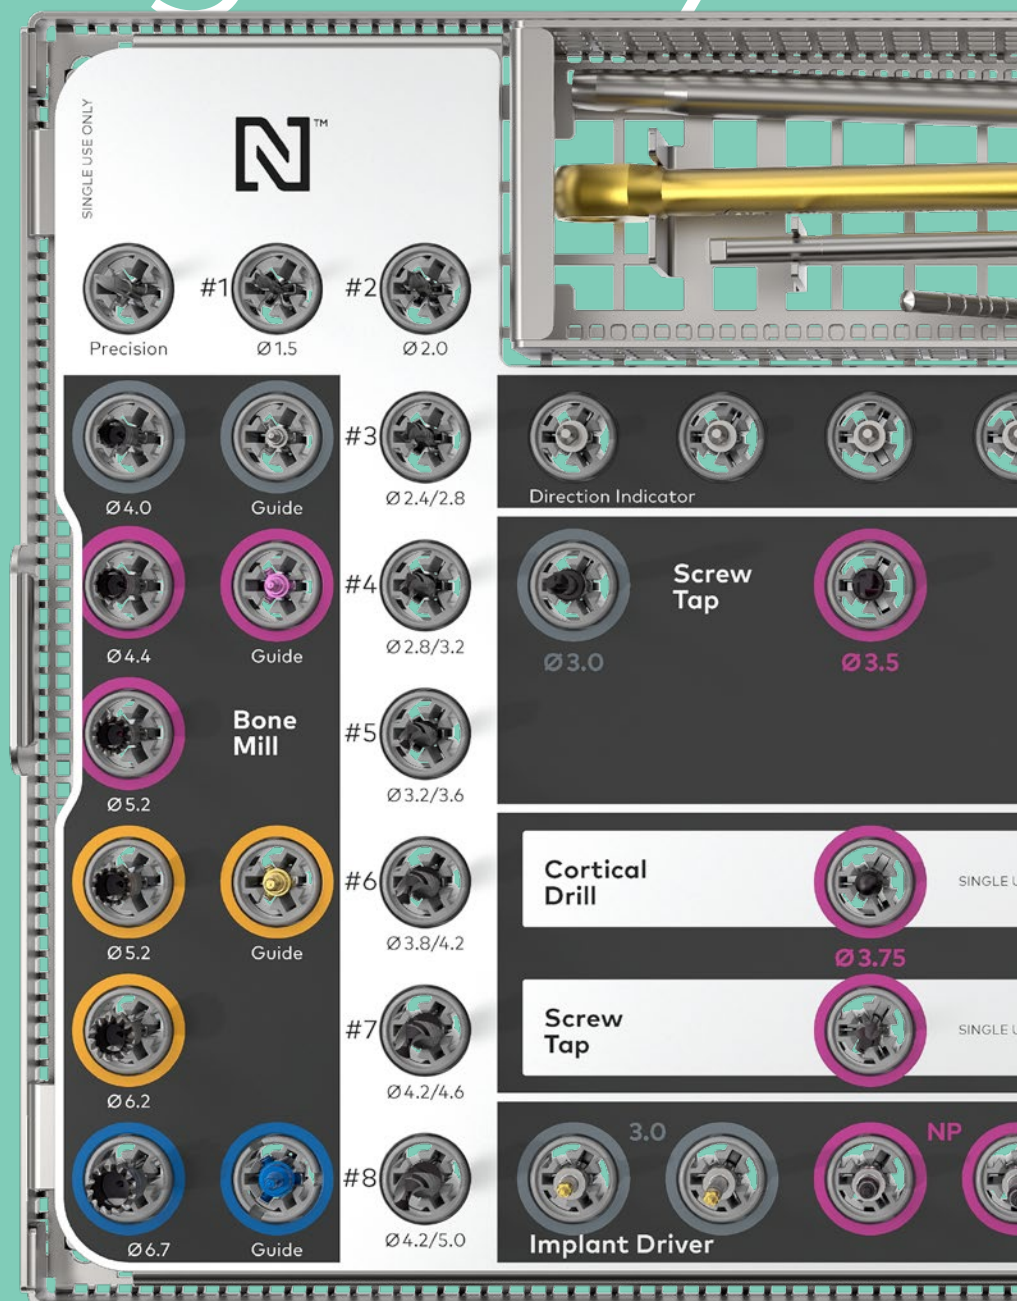 SINGLE USE ONLY
N™
Precision
#1
Ø1.5
#2
Ø2.0
Ø4.0
Guide
#3
Ø2.4/2.8
Direction Indicator
Ø4.4
Guide
#4
Ø2.8/3.2
Screw
Tap
Ø3.0
Ø3.5
Ø5.2
Bone
Mill
#5
Ø3.2/3.6
Ø5.2
Guide
#6
Ø3.8/4.2
Cortical
Drill
SINGLE U
Ø3.75
Ø6.2
#7
Ø4.2/4.6
Screw
Tap
SINGLE U
Ø6.7
Guide
#8
Ø4.2/5.0
3.0
NP
Implant Driver